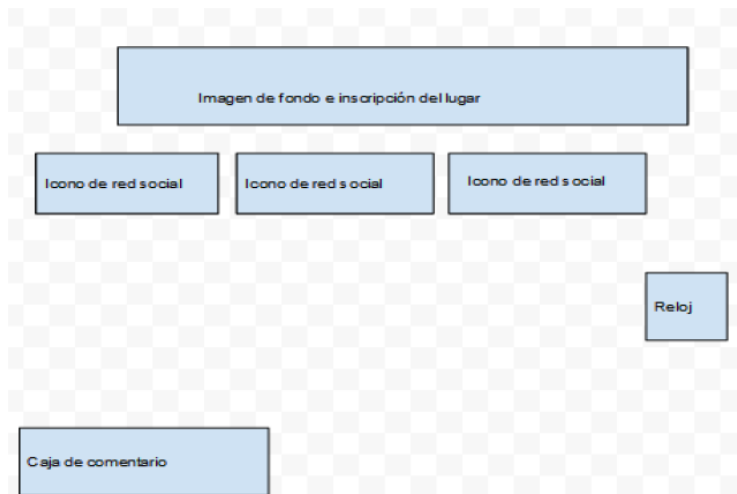 Imagen de fondo e inscripción del lugar
Icono de red social
Icono de red social
Icono de red social
Reloj
Caja de comentario